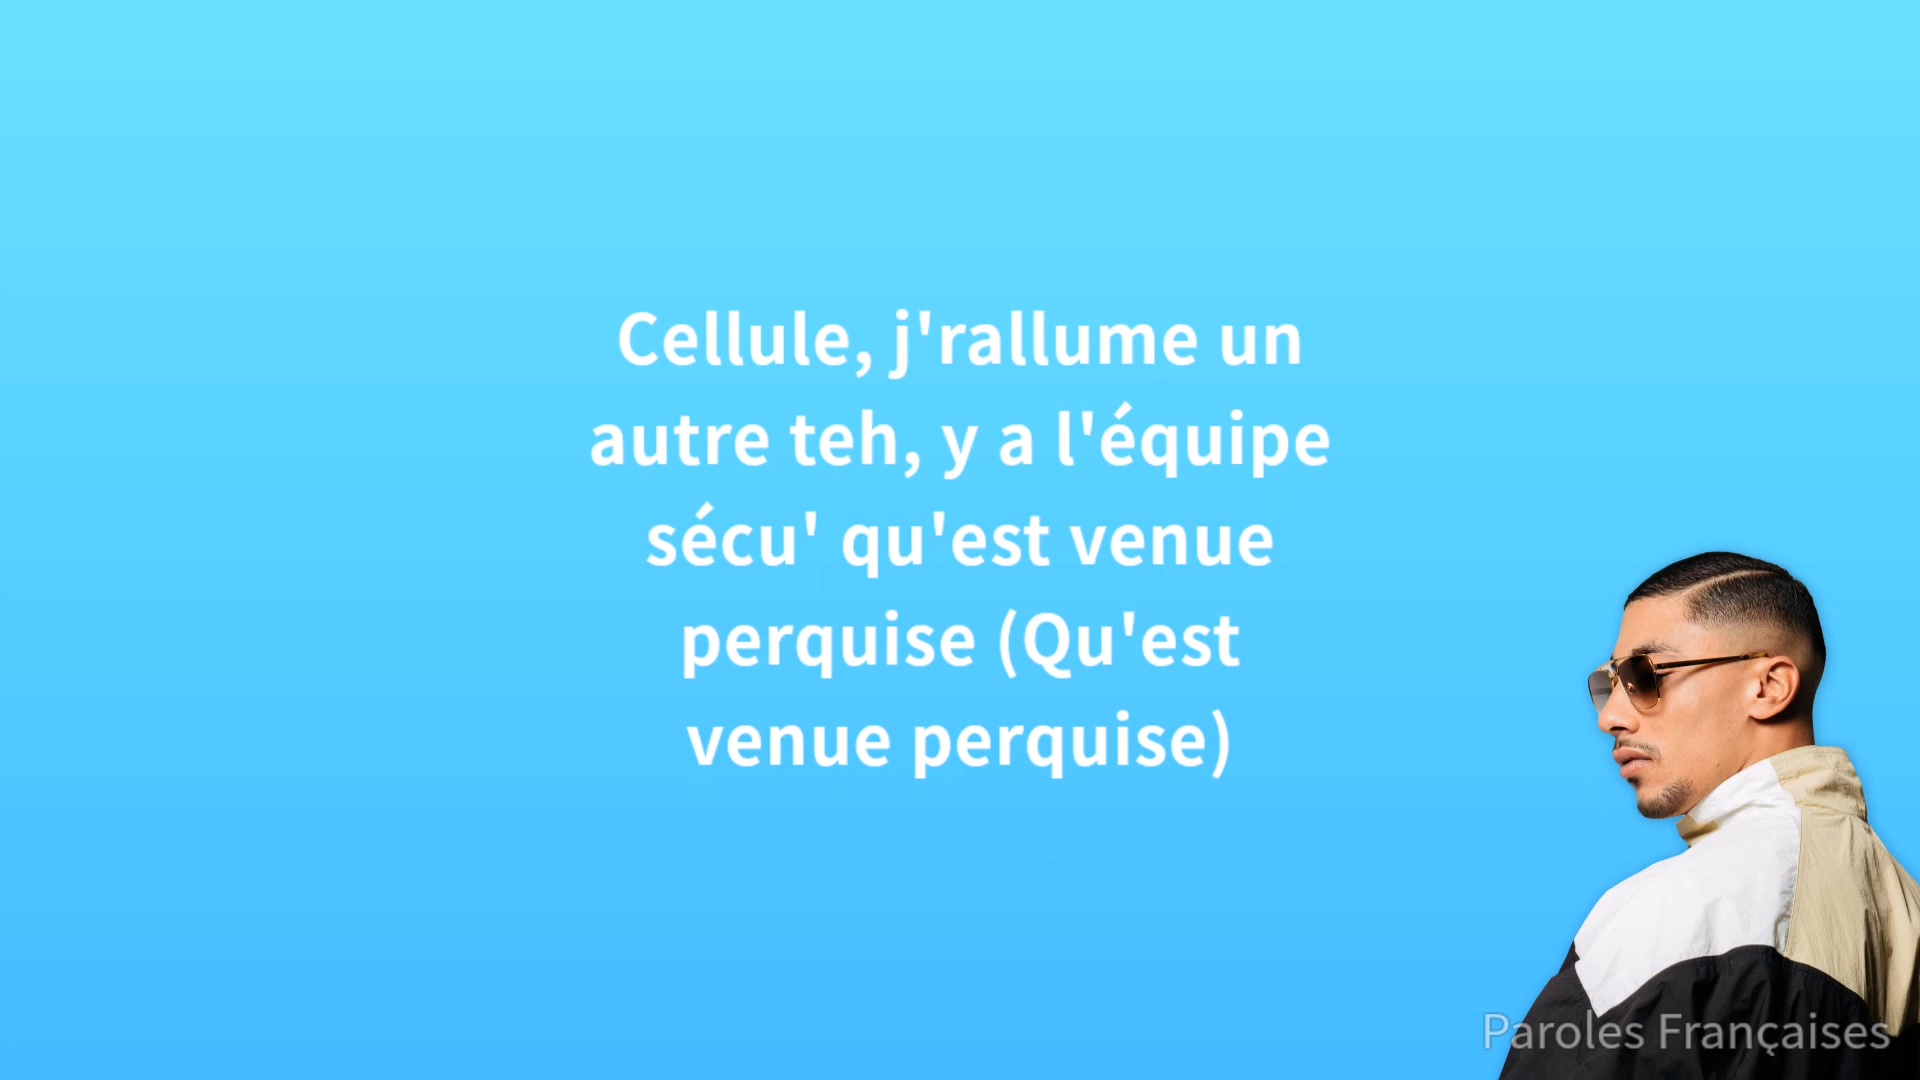 Cellule, j'rallume un
autre teh, y a l'équipe
sécu' qu'est venue
perquise (Qu'est
venue perquise)
Paroles Françaises